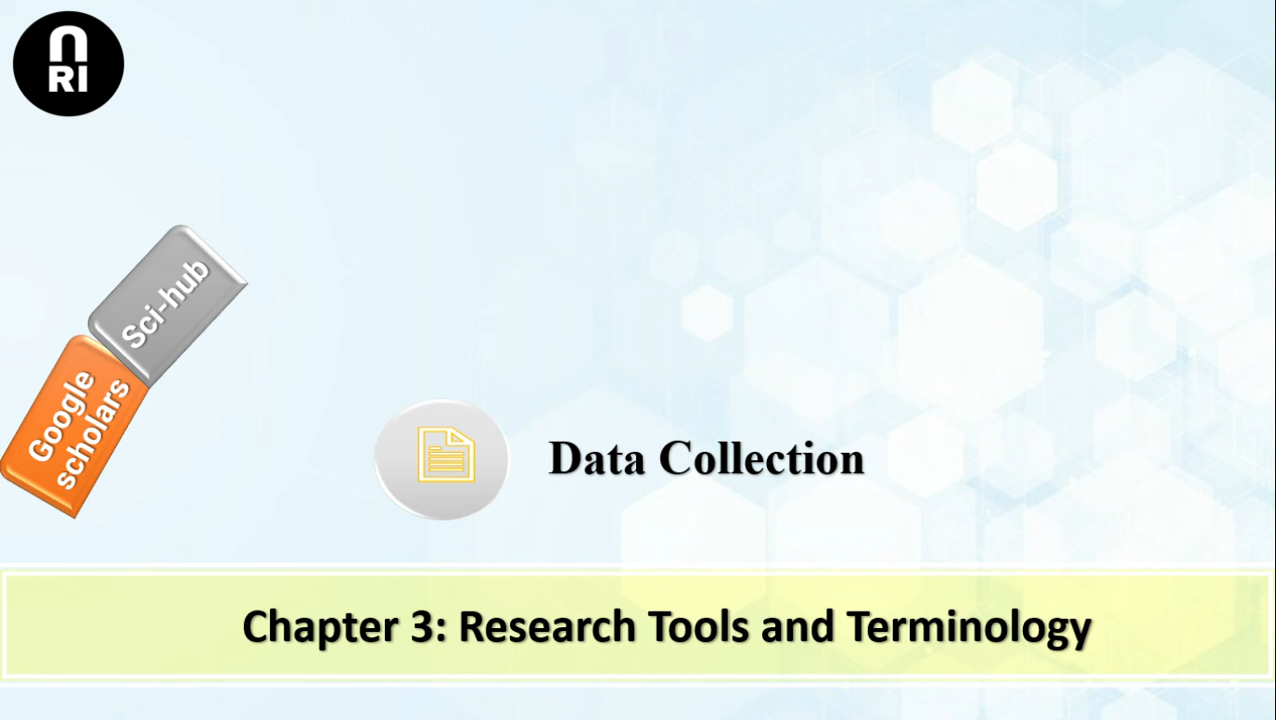 n
RI
Sci-hub
Google
scholars
Data Collection
Chapter 3: Research Tools and Terminology